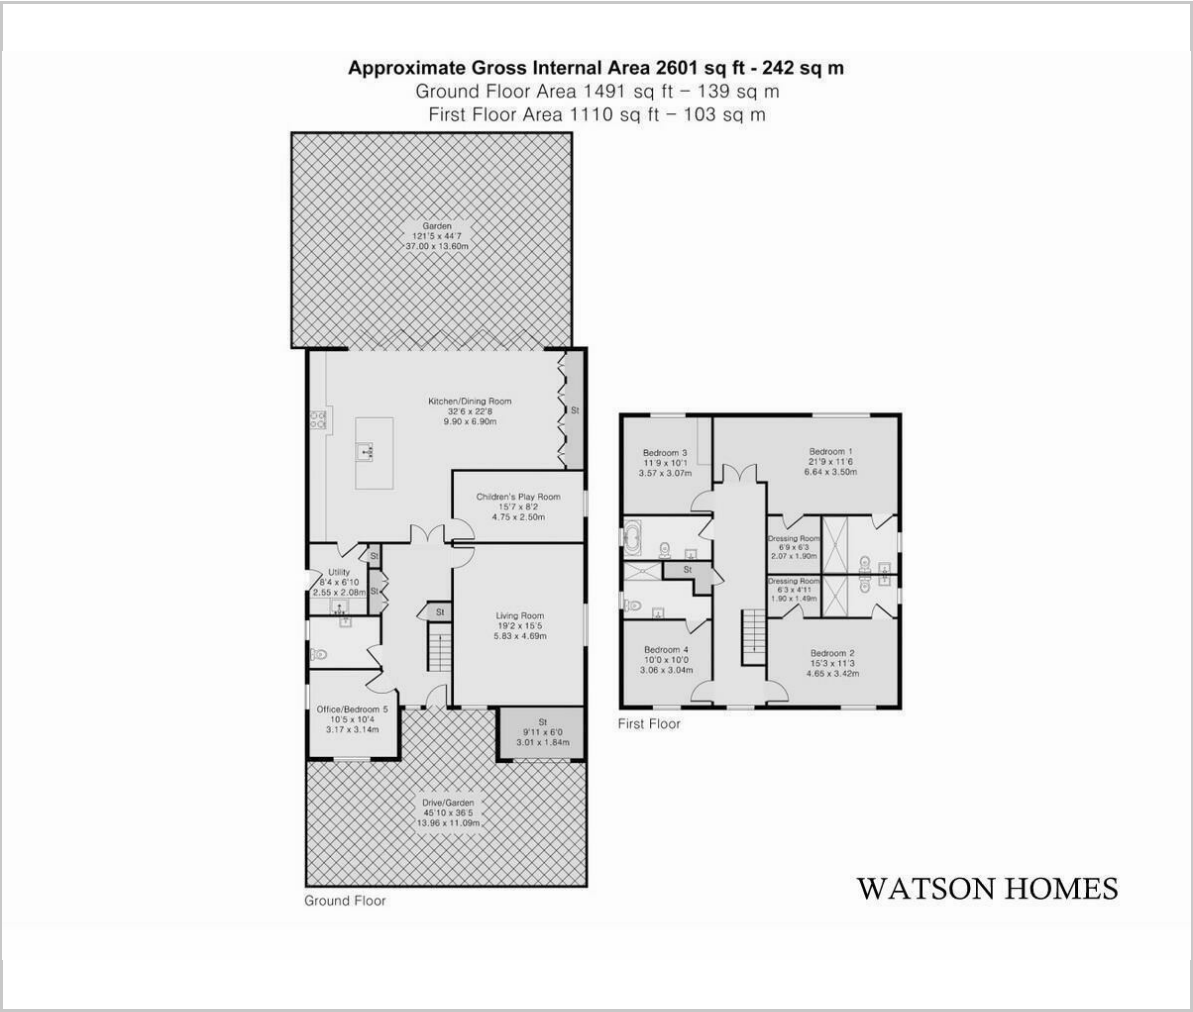 Approximate Gross Internal Area 2601 sq ft - 242 sq m
Ground Floor Area 1491 sq ft – 139 sq m
First Floor Area 1110 sq ft – 103 sq m
Garden
121'5 x 44'7
37.00 x 13.60m
Kitchen/Dining Room
32'6 x 22'8
9.90 x 6.90m
St
Children's Play Room
15'7 x 8'2
4.75 x 2.50m
St
Utility
8'4 x 6'10
2.55 x 2.08m
St
St
Living Room
19'2 x 15'5
5.83 x 4.69m
Office/Bedroom 5
10'5 x 10'4
3.17 x 3.14m
St
9'11 x 6'0
3.01 x 1.84m
Drive/Garden
45'10 x 36'5
13.96 x 11.09m
Ground Floor
Bedroom 3
11'9 x 10'1
3.57 x 3.07m
Bedroom 1
21'9 x 11'6
6.64 x 3.50m
Dressing Room
6'9 x 6'3
2.07 x 1.90m
St
Dressing Room
6'3 x 4'11
1.90 x 1.49m
Bedroom 4
10'0 x 10'0
3.06 x 3.04m
Bedroom 2
15'3 x 11'3
4.65 x 3.42m
First Floor
WATSON HOMES